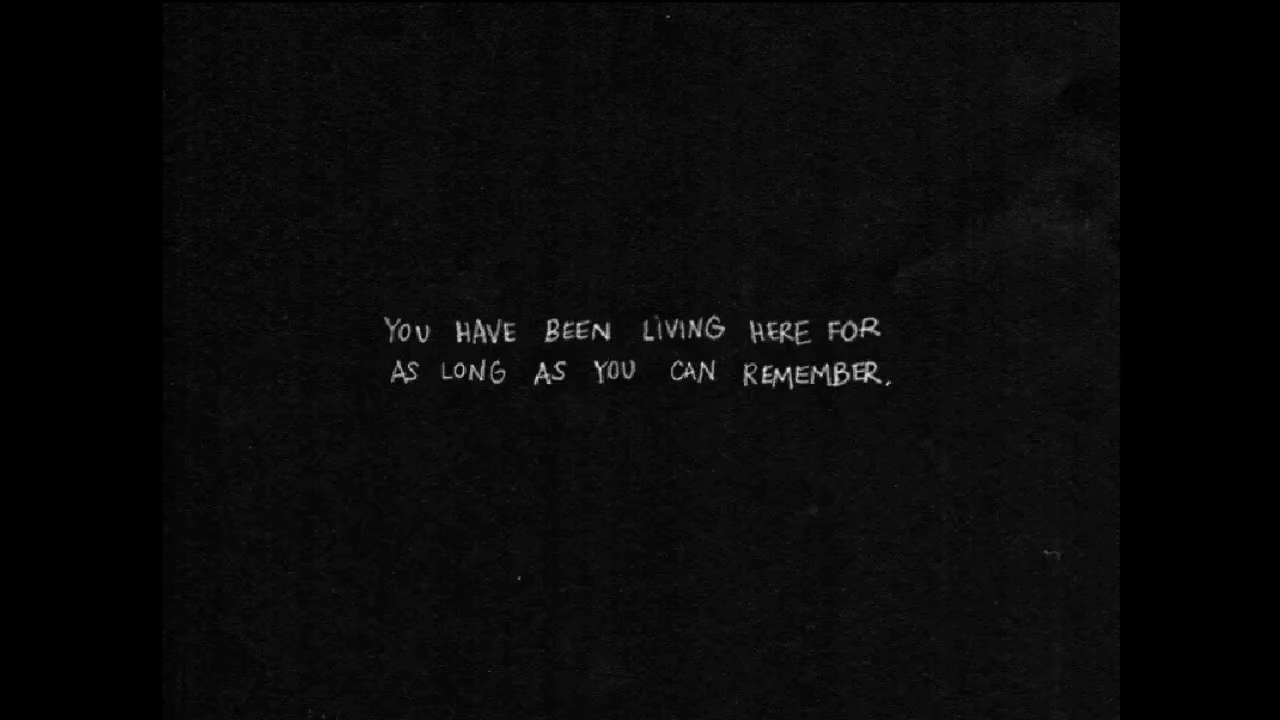 YOU HAVE BEEN LIVING HERE FOR
AS LONG AS YOU CAN REMEMBER.